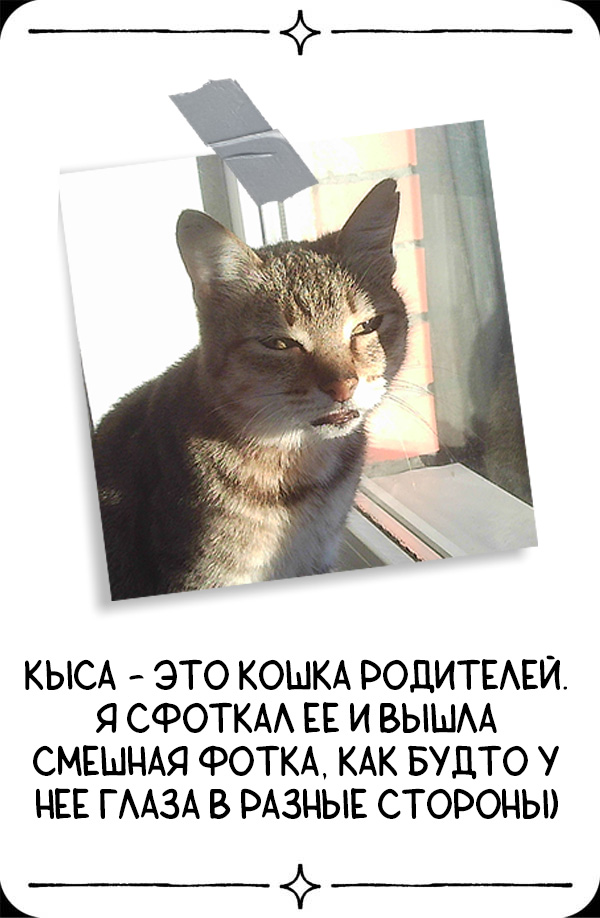 КЫСА - ЭТО КОШКА РОДИТЕЛЕЙ.
Я СФОТКАЛ ЕЕ И ВЫШЛА
СМЕШНАЯ ФОТКА, КАК БУДТО У
НЕЕ ГЛАЗА В РАЗНЫЕ СТОРОНЫ)